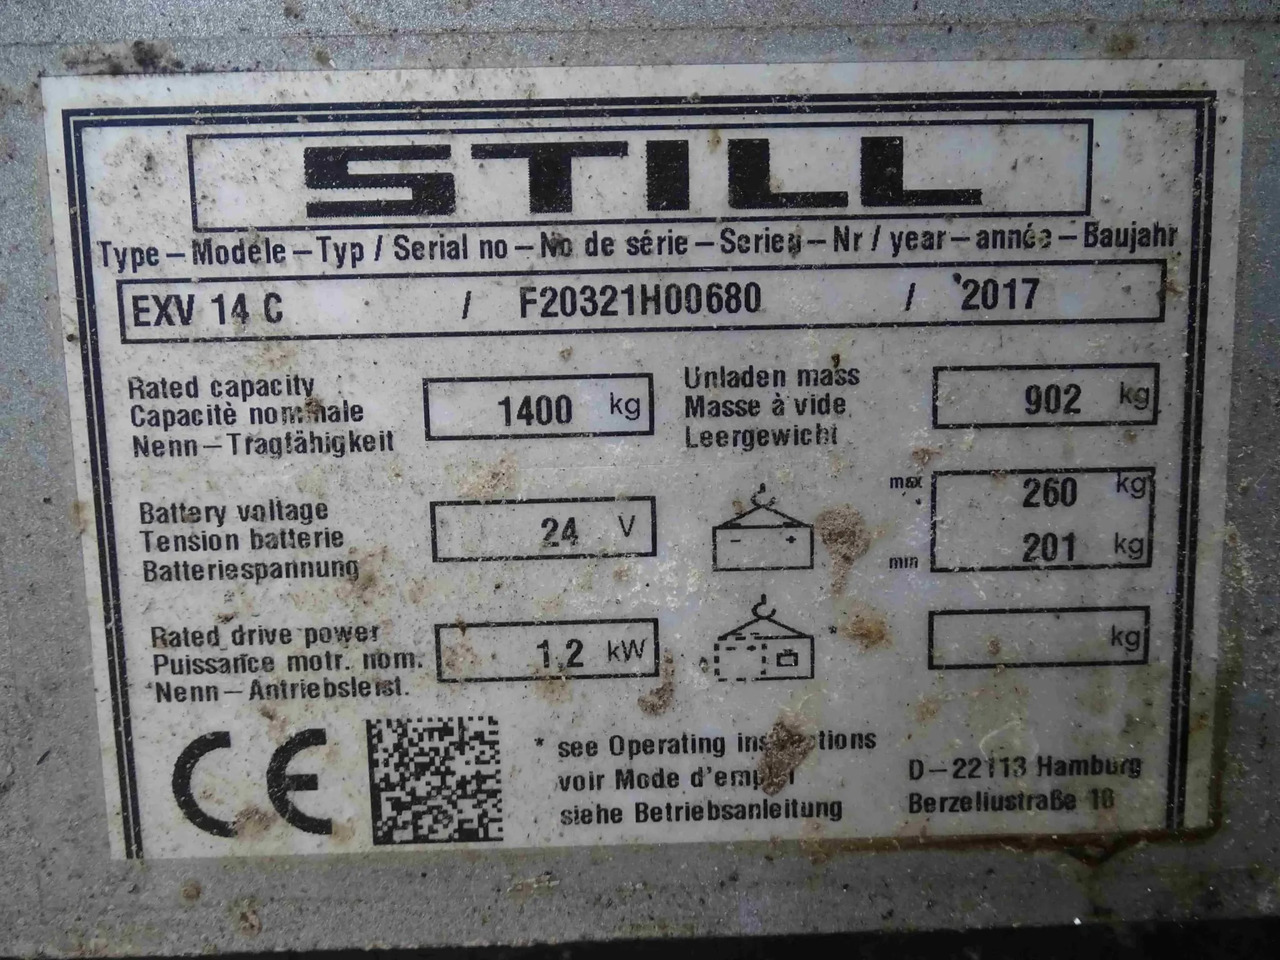 STILL
Type – Modèle – Typ / Serial no – No de série – Serien – Nr / year – année – Baujahr
EXV 14 C / F20321H00680 / 2017
Rated capacity
Capacité nominale
Nenn – Tragfähigkeit
1400 kg
Unladen mass
Masse à vide
Leergewicht
902 kg
Battery voltage
Tension batterie
Batteriespannung
24 V
- +
max 260 kg
min 201 kg
Rated drive power
Puissance motr. nom.
Nenn – Antriebsleist.
1,2 kW
- +
*
kg
CE
* see Operating instructions
voir Mode d'emploi
siehe Betriebsanleitung
D – 22113 Hamburg
Berzeliusstraße 10